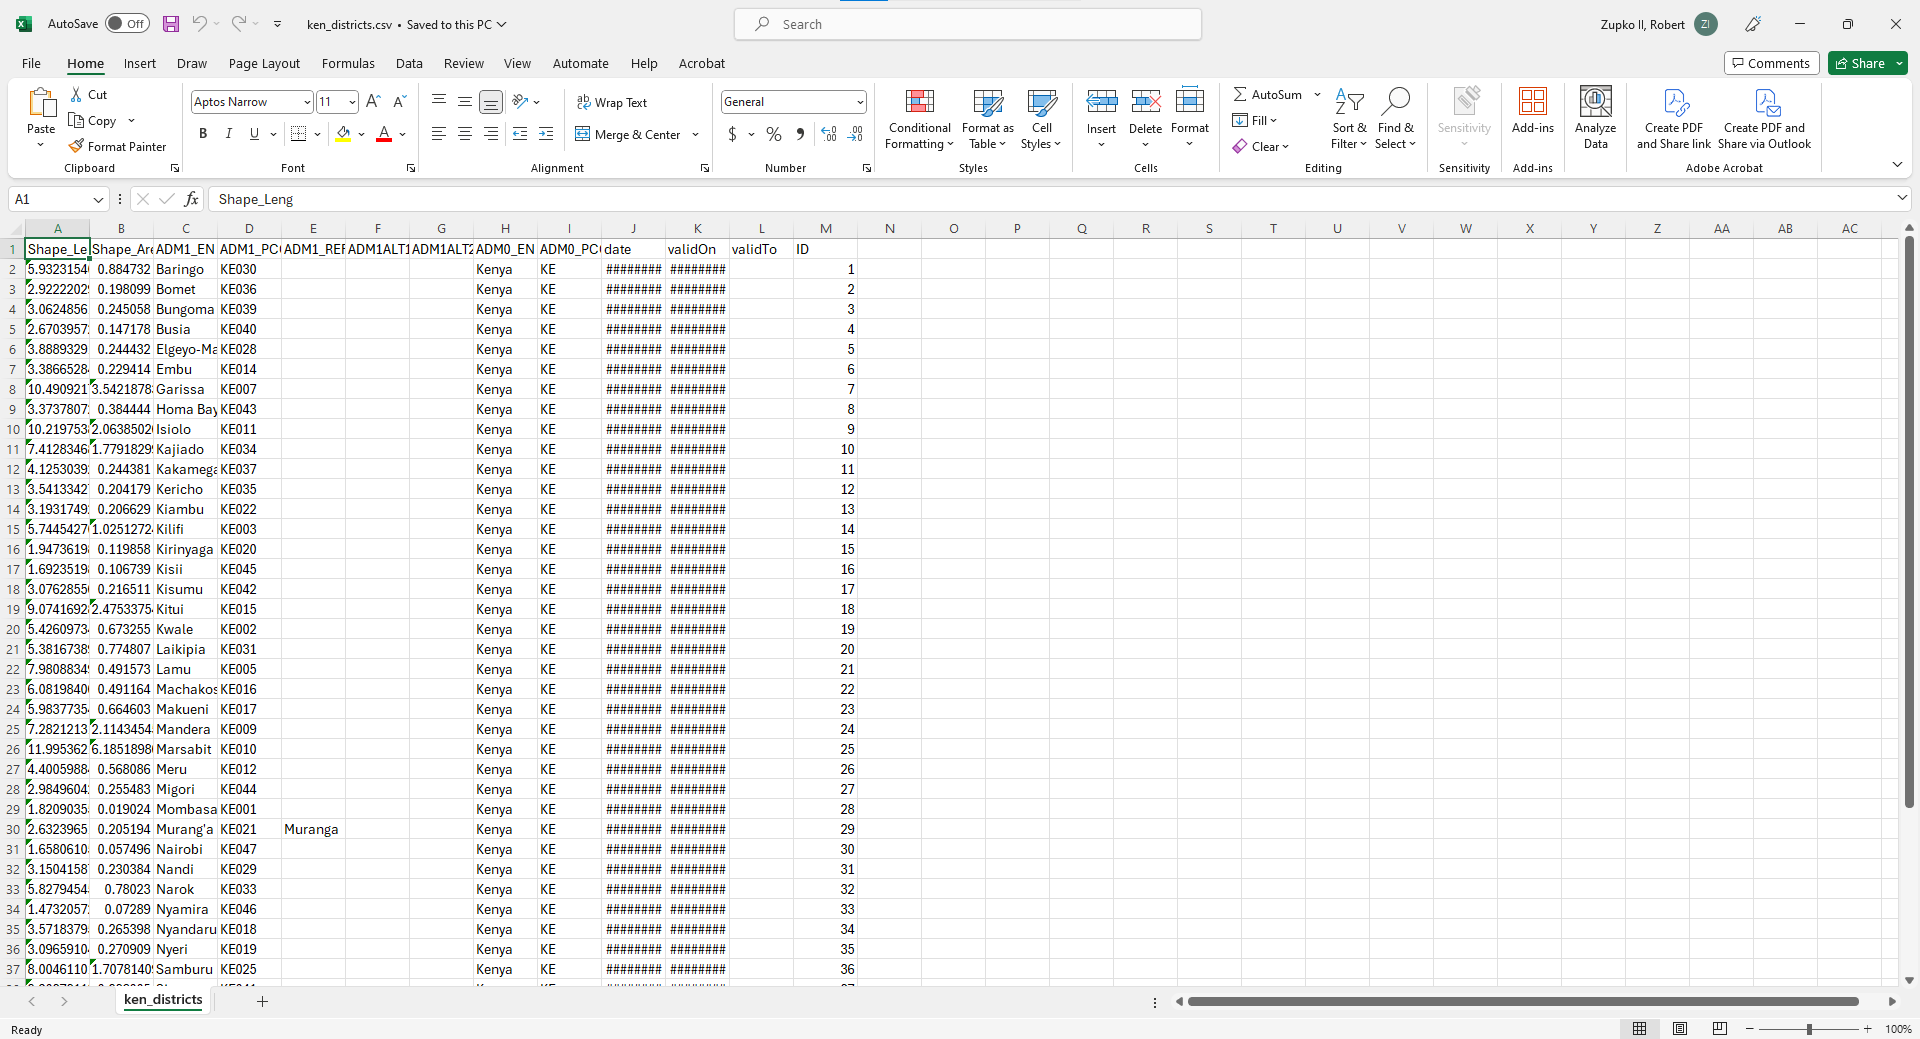 AutoSave Off ken_districts.csv • Saved to this PC Search Zupko II, Robert ZI
File Home Insert Draw Page Layout Formulas Data Review View Automate Help Acrobat Comments Share
Paste Cut Copy Format Painter Clipboard
Aptos Narrow 11 B I U A Font
Wrap Text Merge & Center Alignment
General $ % Number
Conditional Formatting Format as Table Cell Styles Styles
Insert Delete Format Cells
AutoSum Fill Clear Sort & Filter Find & Select Editing
Sensitivity Sensitivity
Add-ins Add-ins
Analyze Data
Create PDF and Share link Create PDF and Share via Outlook Adobe Acrobat
A1 fx Shape_Leng
A B C D E F G H I J K L M N O P Q R S T U V W X Y Z AA AB AC
1 Shape_Le Shape_Are ADM1_EN ADM1_PC ADM1_REF ADM1ALT1 ADM1ALT2 ADM0_EN ADM0_PC date validOn validTo ID
2 5.9323154 0.884732 Baringo KE030 Kenya KE ######## ######## 1
3 2.9222202 0.198099 Bomet KE036 Kenya KE ######## ######## 2
4 3.0624856 0.245058 Bungoma KE039 Kenya KE ######## ######## 3
5 2.6703957 0.147178 Busia KE040 Kenya KE ######## ######## 4
6 3.8889329 0.244432 Elgeyo-Ma KE028 Kenya KE ######## ######## 5
7 3.3866528 0.229414 Embu KE014 Kenya KE ######## ######## 6
8 10.490921 3.5421878 Garissa KE007 Kenya KE ######## ######## 7
9 3.3737807 0.384444 Homa Bay KE043 Kenya KE ######## ######## 8
10 10.219753 2.0638502 Isiolo KE011 Kenya KE ######## ######## 9
11 7.4128346 1.7791829 Kajiado KE034 Kenya KE ######## ######## 10
12 4.1253039 0.244381 Kakamega KE037 Kenya KE ######## ######## 11
13 3.5413342 0.204179 Kericho KE035 Kenya KE ######## ######## 12
14 3.1931749 0.206629 Kiambu KE022 Kenya KE ######## ######## 13
15 5.7445427 1.0251272 Kilifi KE003 Kenya KE ######## ######## 14
16 1.9473619 0.119858 Kirinyaga KE020 Kenya KE ######## ######## 15
17 1.6923519 0.106739 Kisii KE045 Kenya KE ######## ######## 16
18 3.0762855 0.216511 Kisumu KE042 Kenya KE ######## ######## 17
19 9.0741692 2.4753375 Kitui KE015 Kenya KE ######## ######## 18
20 5.4260973 0.673255 Kwale KE002 Kenya KE ######## ######## 19
21 5.3816738 0.774807 Laikipia KE031 Kenya KE ######## ######## 20
22 7.9808834 0.491573 Lamu KE005 Kenya KE ######## ######## 21
23 6.0819840 0.491164 Machakos KE016 Kenya KE ######## ######## 22
24 5.9837735 0.664603 Makueni KE017 Kenya KE ######## ######## 23
25 7.2821213 2.1143454 Mandera KE009 Kenya KE ######## ######## 24
26 11.995362 6.1851898 Marsabit KE010 Kenya KE ######## ######## 25
27 4.4005988 0.568086 Meru KE012 Kenya KE ######## ######## 26
28 2.9849604 0.255483 Migori KE044 Kenya KE ######## ######## 27
29 1.8209035 0.019024 Mombasa KE001 Kenya KE ######## ######## 28
30 2.6323965 0.205194 Murang'a KE021 Muranga Kenya KE ######## ######## 29
31 1.6580610 0.057496 Nairobi KE047 Kenya KE ######## ######## 30
32 3.1504158 0.230384 Nandi KE029 Kenya KE ######## ######## 31
33 5.8279454 0.78023 Narok KE033 Kenya KE ######## ######## 32
34 1.4732057 0.07289 Nyamira KE046 Kenya KE ######## ######## 33
35 3.5718379 0.265398 Nyandaru KE018 Kenya KE ######## ######## 34
36 3.0965910 0.270909 Nyeri KE019 Kenya KE ######## ######## 35
37 8.0046110 1.7078140 Samburu KE025 Kenya KE ######## ######## 36
ken_districts
Ready 100%